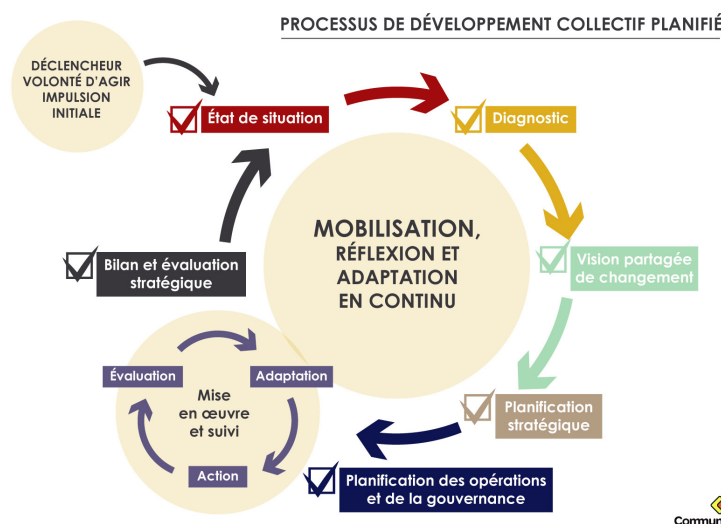 PROCESSUS DE DÉVELOPPEMENT COLLECTIF PLANIFIÉ
DÉCLENCHEUR
VOLONTÉ D'AGIR
IMPULSION
INITIALE
État de situation
Diagnostic
MOBILISATION,
RÉFLEXION ET
ADAPTATION
EN CONTINU
Vision partagée
de changement
Bilan et évaluation
stratégique
Évaluation
Adaptation
Mise
en œuvre
et suivi
Action
Planification
stratégique
Planification des opérations
et de la gouvernance